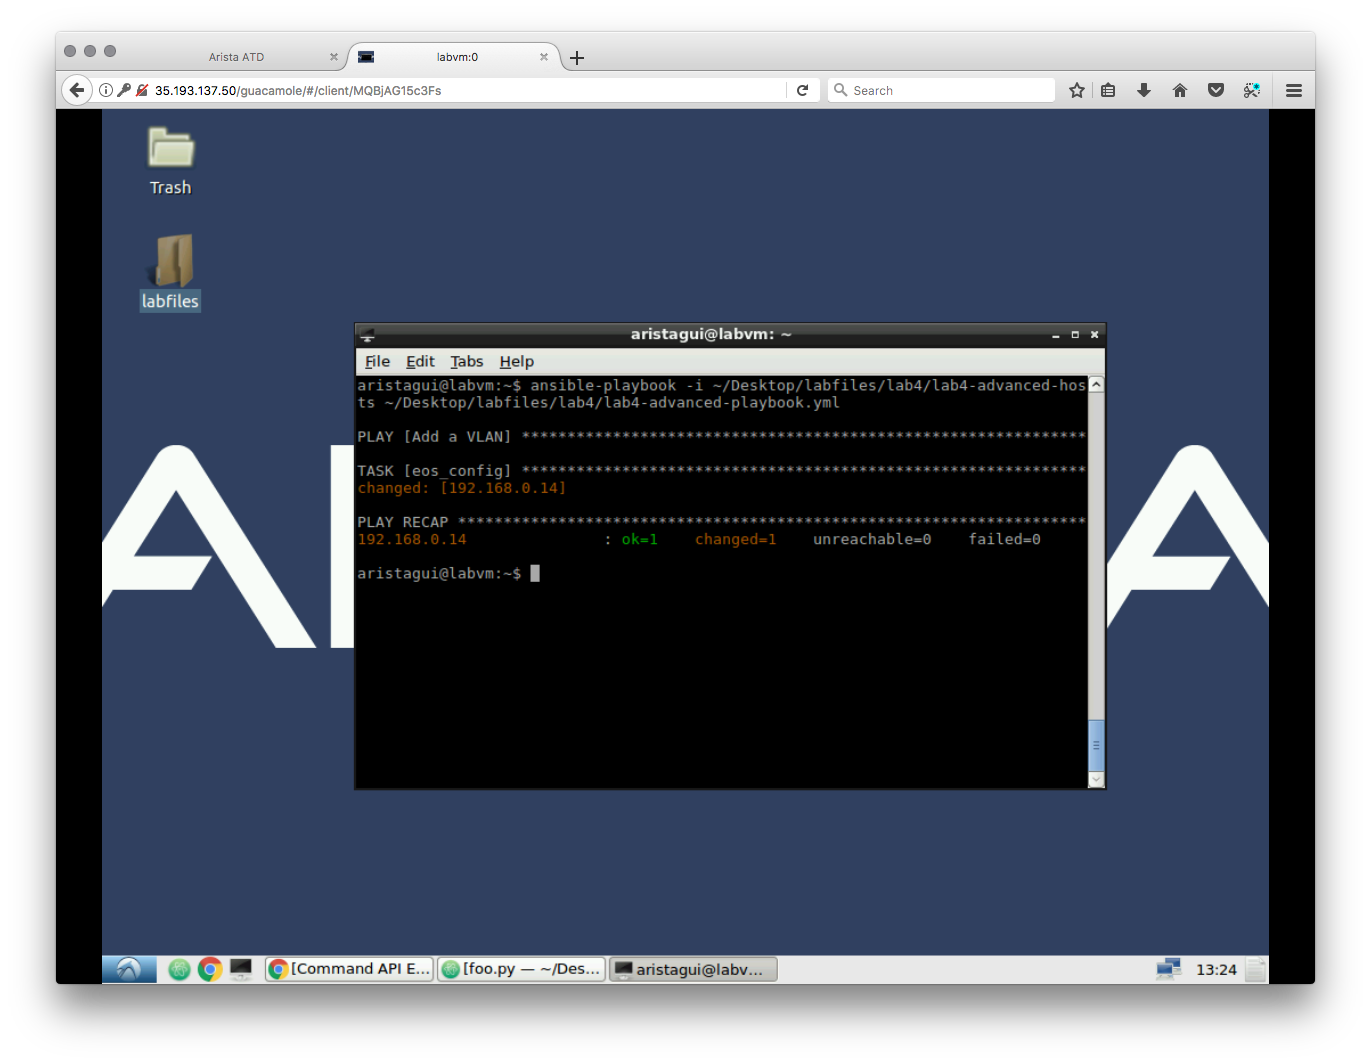 Arista ATD
labvm:0
35.193.137.50/guacamole/#/client/MQBjAG15c3Fs
Search
Trash
labfiles
aristagui@labvm: ~
File Edit Tabs Help
aristagui@labvm:~$ ansible-playbook -i ~/Desktop/labfiles/lab4/lab4-advanced-hos
ts ~/Desktop/labfiles/lab4/lab4-advanced-playbook.yml
PLAY [Add a VLAN] **************************************************************
TASK [eos_config] **************************************************************
changed: [192.168.0.14]
PLAY RECAP *********************************************************************
192.168.0.14 : ok=1 changed=1 unreachable=0 failed=0
aristagui@labvm:~$
[Command API E...
[foo.py — ~/Des...
aristagui@labv...
13:24